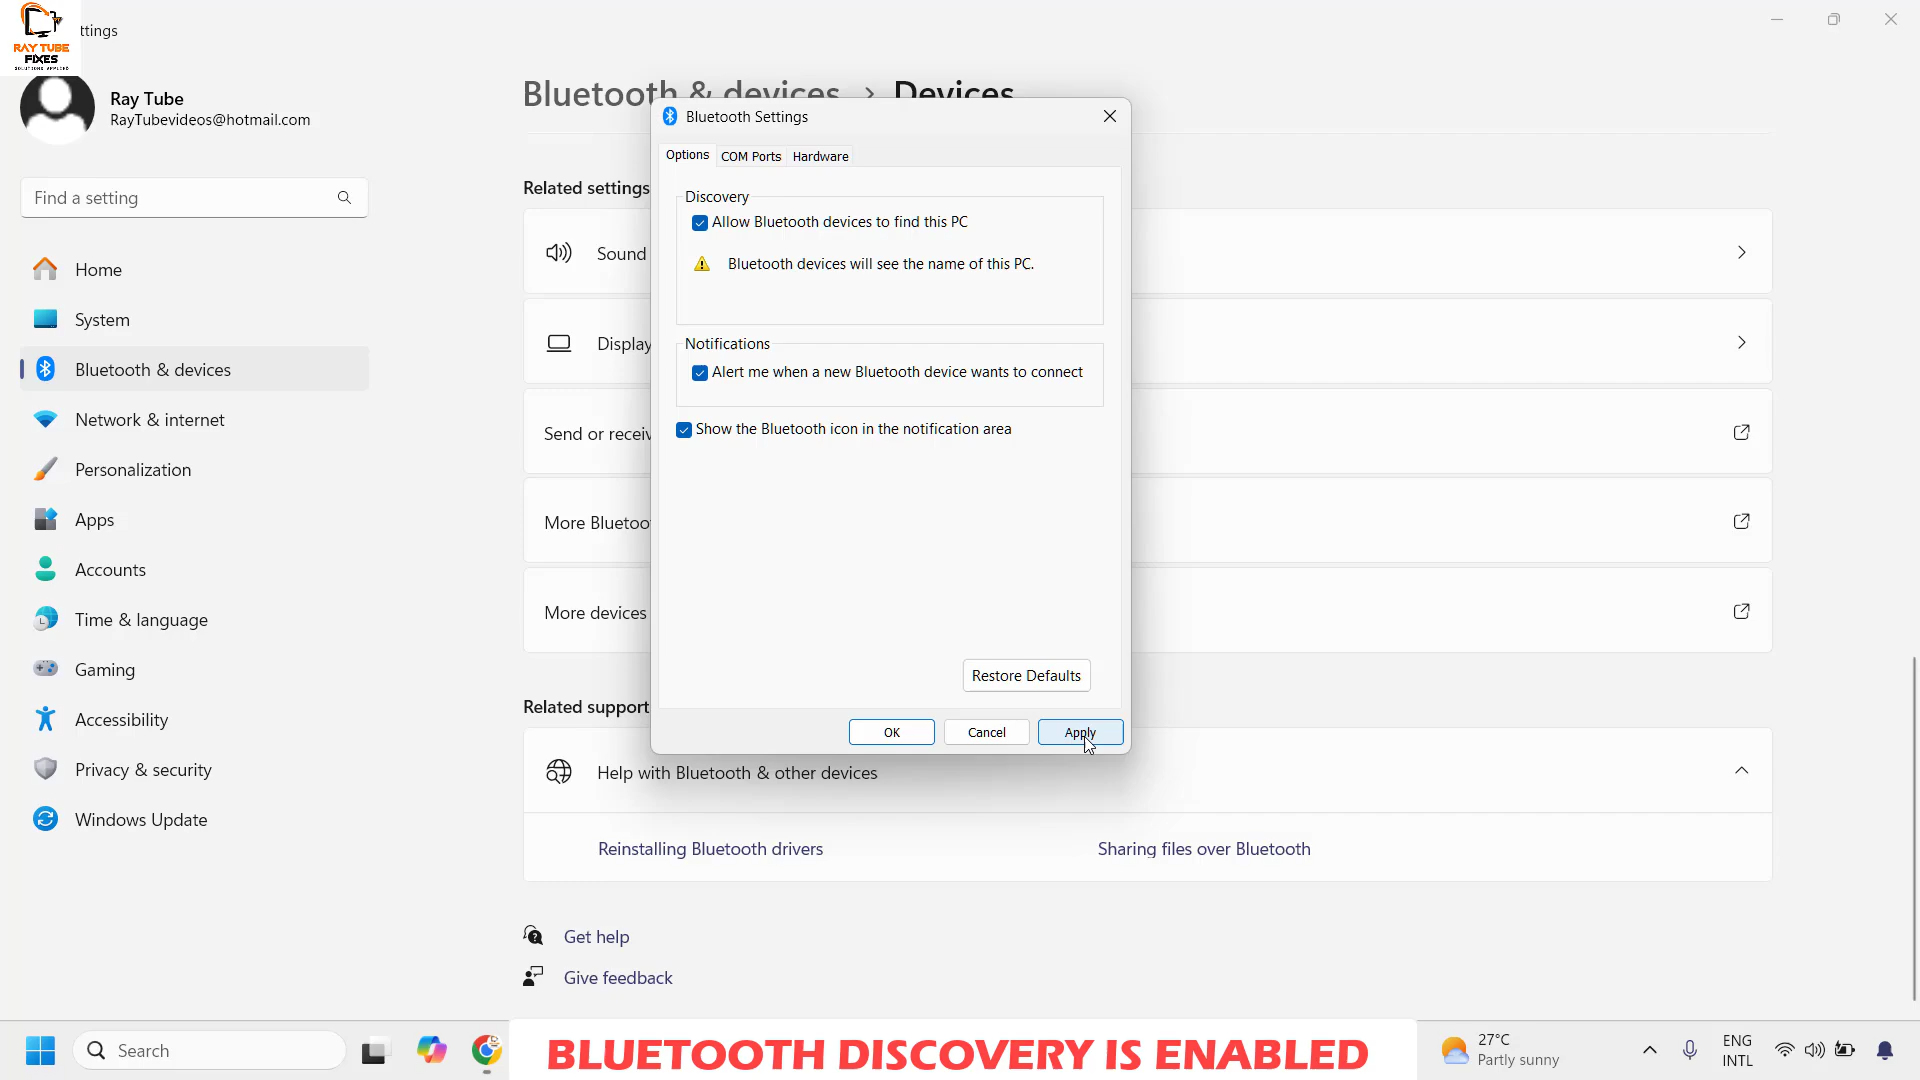 RAY TUBE
FIXES
SOLUTIONS APPLIED
ttings
Ray Tube
RayTubevideos@hotmail.com
Find a setting
Home
System
Bluetooth & devices
Network & internet
Personalization
Apps
Accounts
Time & language
Gaming
Accessibility
Privacy & security
Windows Update
Bluetooth & devices > Devices
Related settings
Sound
Display
Send or receiv
More Bluetoo
More devices
Related support
Help with Bluetooth & other devices
Reinstalling Bluetooth drivers
Sharing files over Bluetooth
Get help
Give feedback
Bluetooth Settings
Options
COM Ports
Hardware
Discovery
Allow Bluetooth devices to find this PC
Bluetooth devices will see the name of this PC.
Notifications
Alert me when a new Bluetooth device wants to connect
Show the Bluetooth icon in the notification area
Restore Defaults
OK
Cancel
Apply
Search
BLUETOOTH DISCOVERY IS ENABLED
27°C
Partly sunny
ENG
INTL